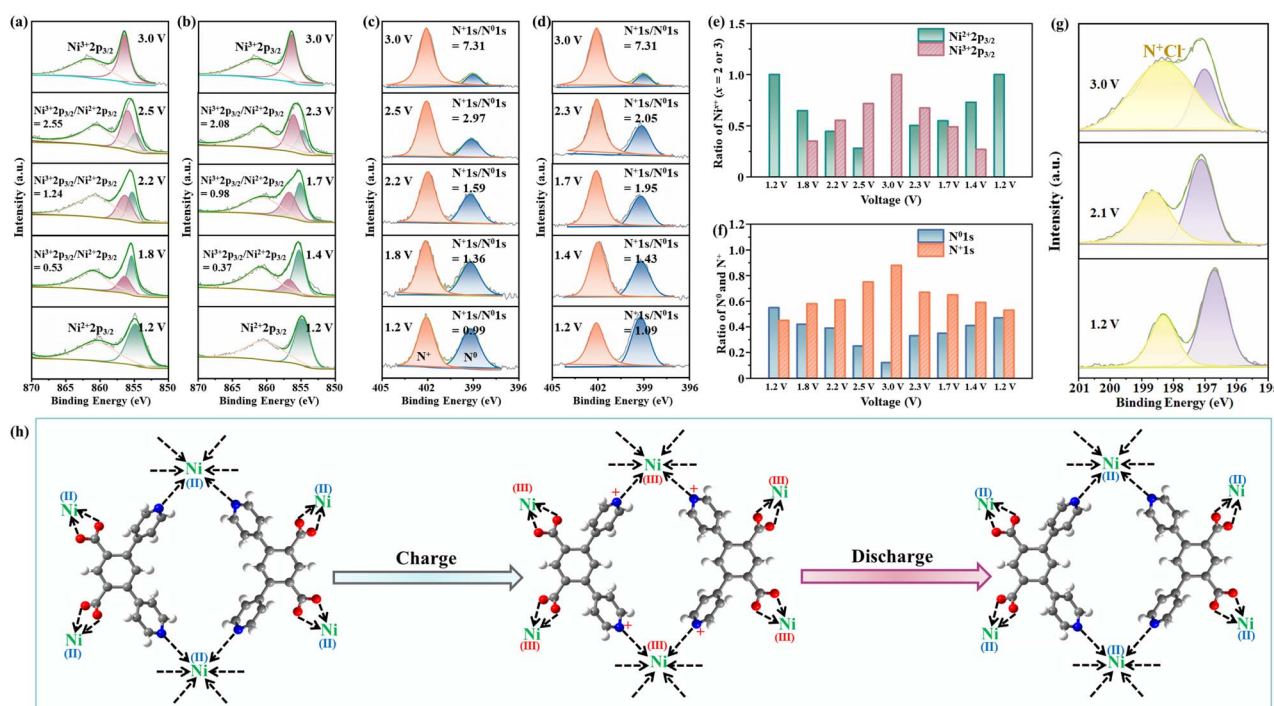 (a)
Ni³⁺2p₃/₂
3.0 V
Ni³⁺2p₃/₂/Ni²⁺2p₃/₂
= 2.55
2.5 V
Ni³⁺2p₃/₂/Ni²⁺2p₃/₂
= 1.24
2.2 V
Ni³⁺2p₃/₂/Ni²⁺2p₃/₂
= 0.53
1.8 V
Ni²⁺2p₃/₂
1.2 V
Intensity (a.u.)
870 865 860 855 850
Binding Energy (eV)
(b)
Ni³⁺2p₃/₂
3.0 V
Ni³⁺2p₃/₂/Ni²⁺2p₃/₂
= 2.08
2.3 V
Ni³⁺2p₃/₂/Ni²⁺2p₃/₂
= 0.98
1.7 V
Ni³⁺2p₃/₂/Ni²⁺2p₃/₂
= 0.37
1.4 V
Ni²⁺2p₃/₂
1.2 V
Intensity (a.u.)
870 865 860 855 850
Binding Energy (eV)
(c)
3.0 V
N⁺1s/N⁰1s
= 7.31
2.5 V
N⁺1s/N⁰1s
= 2.97
2.2 V
N⁺1s/N⁰1s
= 1.59
1.8 V
N⁺1s/N⁰1s
= 1.36
1.2 V
N⁺1s/N⁰1s
= 0.99
N⁺
N⁰
Intensity (a.u.)
405 402 399 396
Binding Energy (eV)
(d)
3.0 V
N⁺1s/N⁰1s
= 7.31
2.3 V
N⁺1s/N⁰1s
= 2.05
1.7 V
N⁺1s/N⁰1s
= 1.95
1.4 V
N⁺1s/N⁰1s
= 1.43
1.2 V
N⁺1s/N⁰1s
= 1.09
Intensity (a.u.)
405 402 399 396
Binding Energy (eV)
(e)
Ni²⁺2p₃/₂
Ni³⁺2p₃/₂
Ratio of Niˣ⁺ (x = 2 or 3)
1.5
1.0
0.5
0
1.2 V 1.8 V 2.2 V 2.5 V 3.0 V 2.3 V 1.7 V 1.4 V 1.2 V
Voltage (V)
(f)
N⁰1s
N⁺1s
Ratio of N⁰ and N⁺
1.2
1.0
0.8
0.6
0.4
0.2
0
1.2 V 1.8 V 2.2 V 2.5 V 3.0 V 2.3 V 1.7 V 1.4 V 1.2 V
Voltage (V)
(g)
N⁺Cl⁻
3.0 V
2.1 V
1.2 V
Intensity (a.u.)
201 200 199 198 197 196 195
Binding Energy (eV)
(h)
Ni
(II)
(II)
Ni
Ni
(II)
Ni
(II)
Ni
(II)
(II)
Ni
Charge
Ni
(III)
(III)
Ni
(III)
Ni
+
+
Ni
(III)
Ni
(III)
+
+
(III)
Ni
Discharge
Ni
(II)
(II)
Ni
(II)
Ni
Ni
(II)
Ni
(II)
(II)
Ni